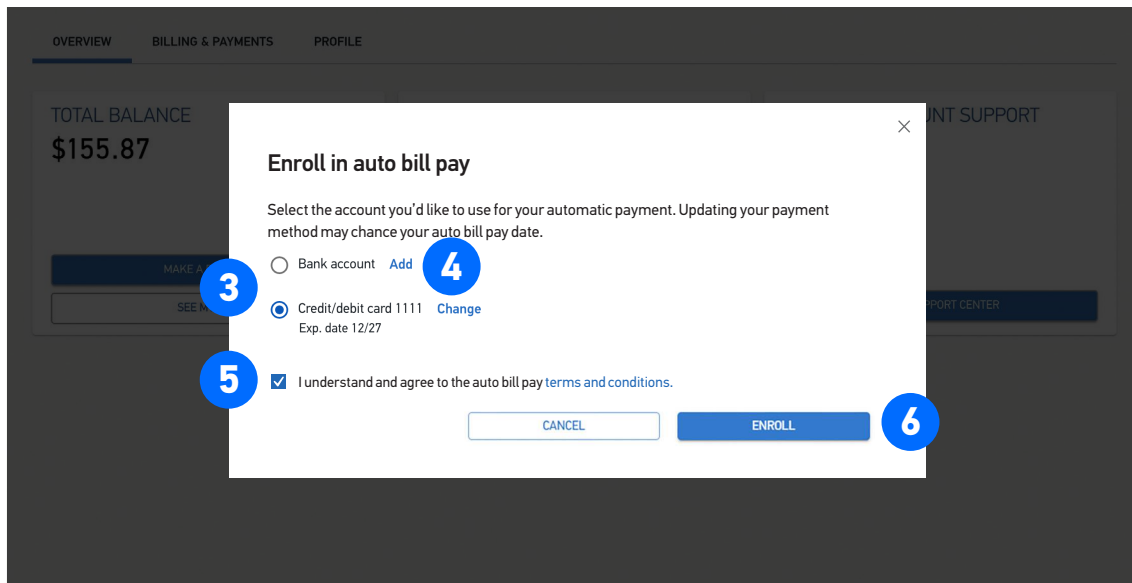 OVERVIEW BILLING & PAYMENTS PROFILE
TOTAL BALANCE
$155.87
SUPPORT
Enroll in auto bill pay
Select the account you'd like to use for your automatic payment. Updating your payment
method may chance your auto bill pay date.
Bank account Add 4
3
Credit/debit card 1111 Change
Exp. date 12/27
5 I understand and agree to the auto bill pay terms and conditions.
CANCEL ENROLL 6
MAKE A
SEE
CENTER